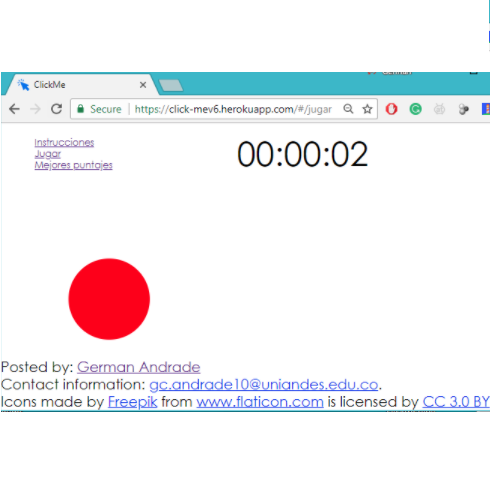 ClickMe
Secure | https://click-mev6.herokuapp.com/#/jugar
Instrucciones
Jugar
Mejores puntajes
00:00:02
Posted by: German Andrade
Contact information: gc.andrade10@uniandes.edu.co.
Icons made by Freepik from www.flaticon.com is licensed by CC 3.0 BY